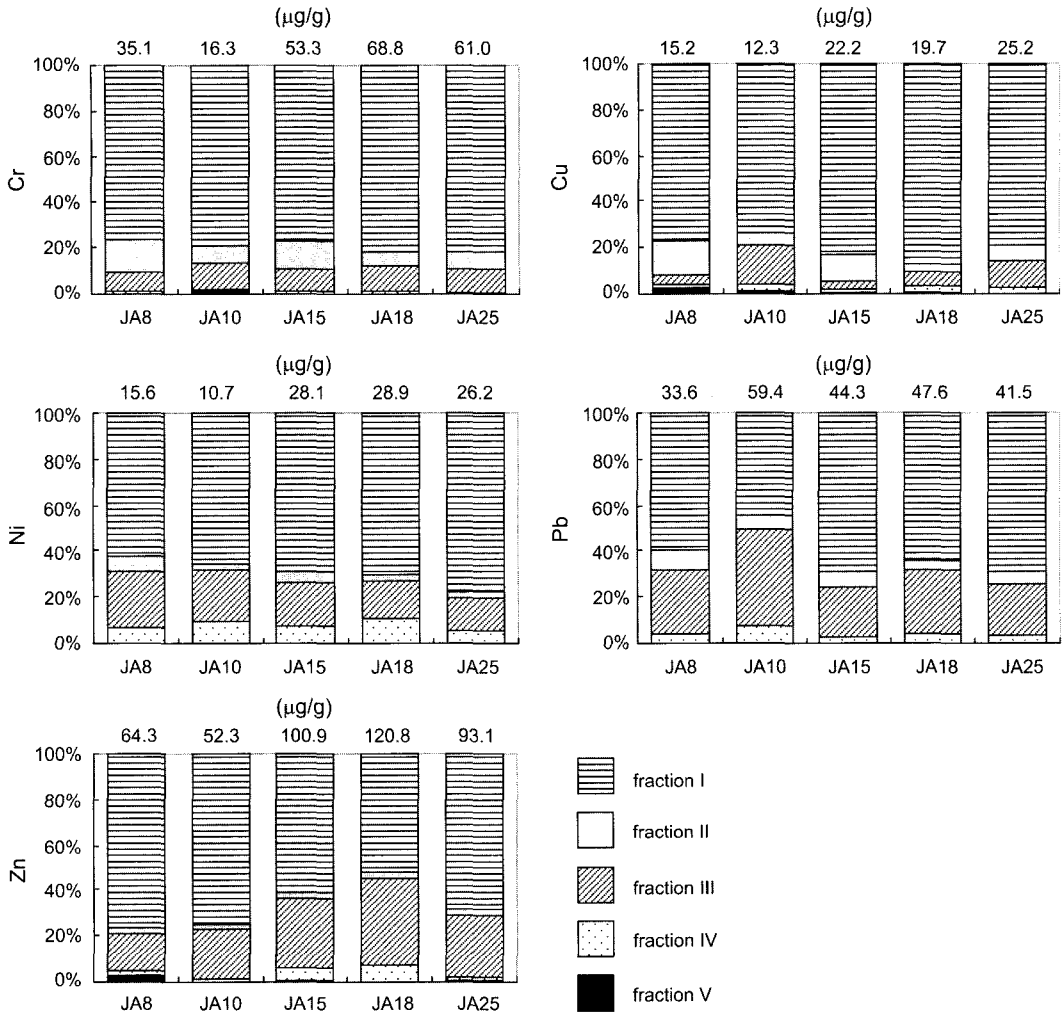 (µg/g)
35.1 16.3 53.3 68.8 61.0
100%
80%
60%
40%
20%
0%
Cr
JA8 JA10 JA15 JA18 JA25
(µg/g)
15.2 12.3 22.2 19.7 25.2
100%
80%
60%
40%
20%
0%
Cu
JA8 JA10 JA15 JA18 JA25
(µg/g)
15.6 10.7 28.1 28.9 26.2
100%
80%
60%
40%
20%
0%
Ni
JA8 JA10 JA15 JA18 JA25
(µg/g)
33.6 59.4 44.3 47.6 41.5
100%
80%
60%
40%
20%
0%
Pb
JA8 JA10 JA15 JA18 JA25
(µg/g)
64.3 52.3 100.9 120.8 93.1
100%
80%
60%
40%
20%
0%
Zn
JA8 JA10 JA15 JA18 JA25
fraction I
fraction II
fraction III
fraction IV
fraction V